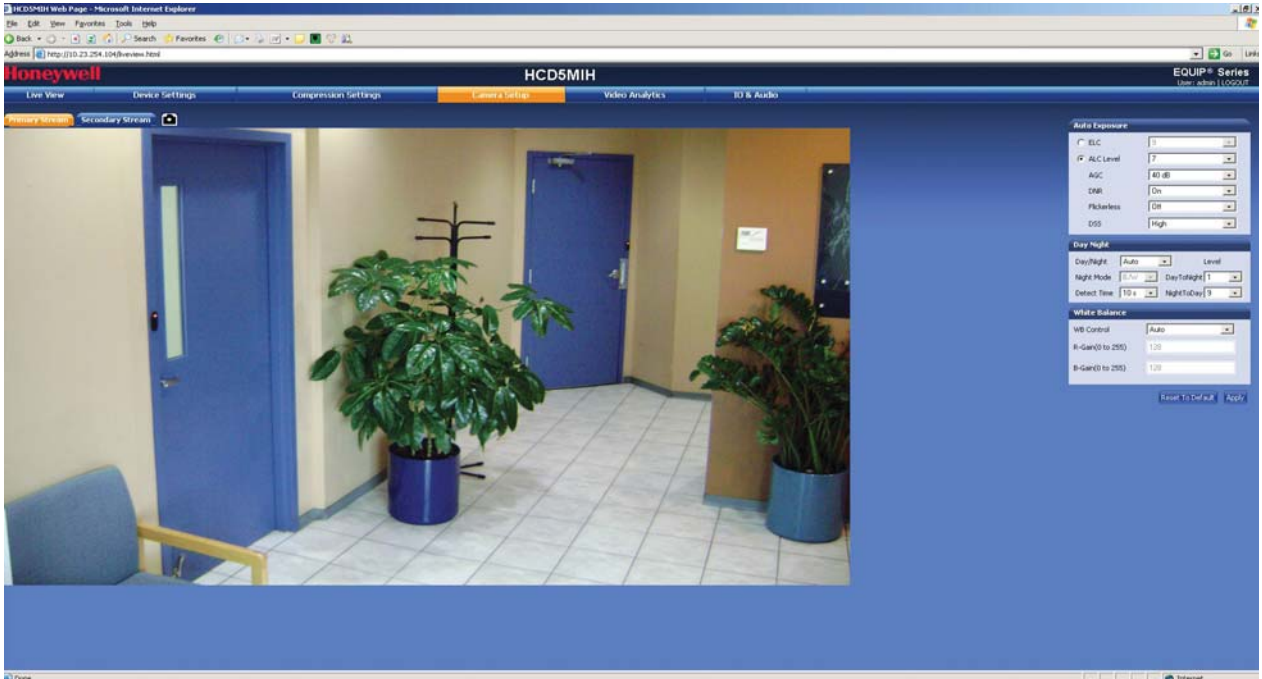 HCD5MIH Web Page - Microsoft Internet Explorer
File Edit View Favorites Tools Help
Back Search Favorites
Address http://10.23.254.104/liveview.html Go Links
Honeywell HCD5MIH EQUIP® Series
User: admin | LOGOUT
Live View Device Settings Compression Settings Camera Setup Video Analytics IO & Audio
Primary Stream Secondary Stream
Auto Exposure
ELC
ALC Level 7
AGC 40 dB
DNR On
Flickerless Off
DSS High
Day Night
Day/Night Auto Level
Night Mode B/W DayToNight 1
Detect Time 10 s NightToDay 9
White Balance
WB Control Auto
R-Gain(0 to 255) 128
B-Gain(0 to 255) 128
Reset To Default Apply
Done Internet